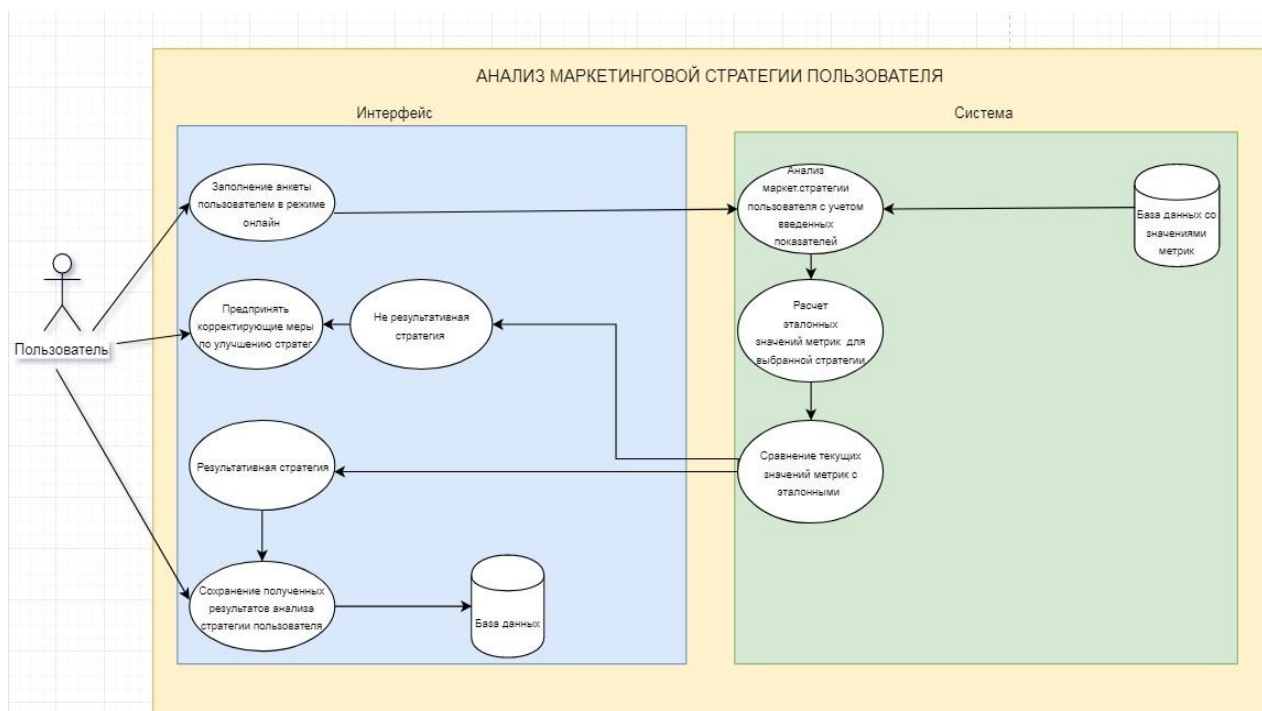 АНАЛИЗ МАРКЕТИНГОВОЙ СТРАТЕГИИ ПОЛЬЗОВАТЕЛЯ
Интерфейс
Система
Заполнение анкеты
пользователем в режиме
онлайн
Анализ
маркет.стратегии
пользователя с учетом
введенных
показателей
База данных со
значениями
метрик
Пользователь
Предпринять
корректирующие меры
по улучшению стратег
Не результативная
стратегия
Расчет
эталонных
значений метрик для
выбранной стратегии
Результативная стратегия
Сравнение текущих
значений метрик с
эталонными
Сохранение полученных
результатов анализа
стратегии пользователя
База данных